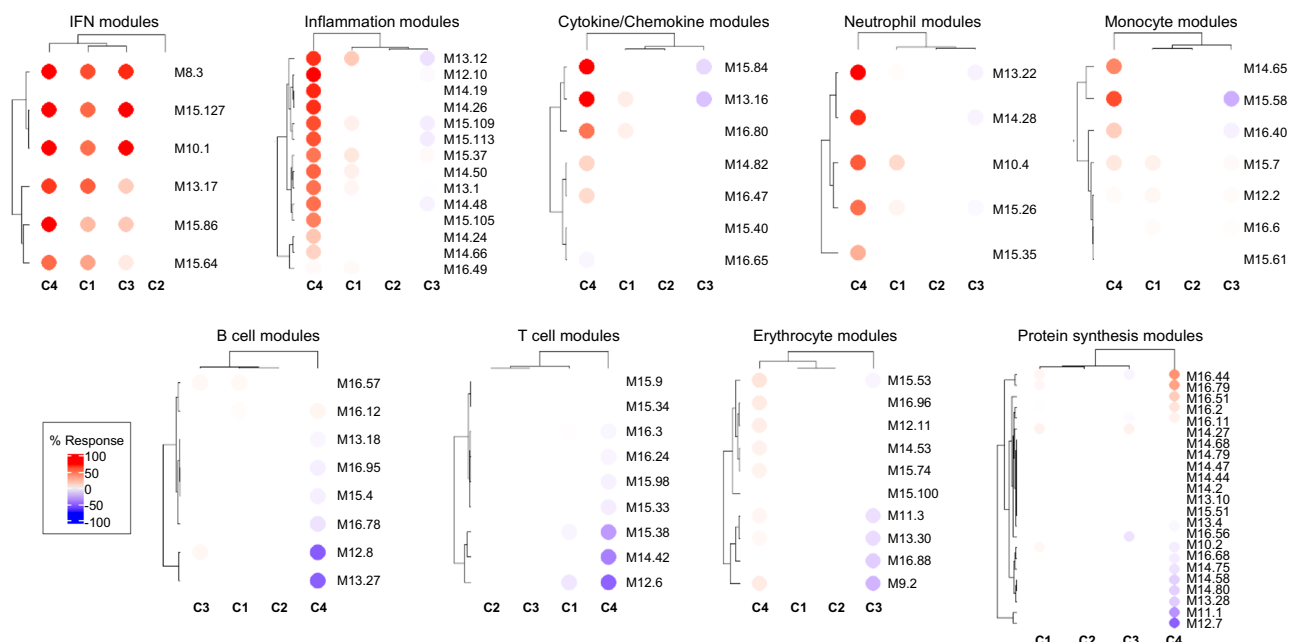 IFN modules
M8.3
M15.127
M10.1
M13.17
M15.86
M15.64
C4 C1 C3 C2
Inflammation modules
M13.12
M12.10
M14.19
M14.26
M15.109
M15.113
M15.37
M14.50
M13.1
M14.48
M15.105
M14.24
M14.66
M16.49
C4 C1 C2 C3
Cytokine/Chemokine modules
M15.84
M13.16
M16.80
M14.82
M16.47
M15.40
M16.65
C4 C1 C2 C3
Neutrophil modules
M13.22
M14.28
M10.4
M15.26
M15.35
C4 C1 C2 C3
Monocyte modules
M14.65
M15.58
M16.40
M15.7
M12.2
M16.6
M15.61
C4 C1 C2 C3
% Response
100
50
0
-50
-100
B cell modules
M16.57
M16.12
M13.18
M16.95
M15.4
M16.78
M12.8
M13.27
C3 C1 C2 C4
T cell modules
M15.9
M15.34
M16.3
M16.24
M15.98
M15.33
M15.38
M14.42
M12.6
C2 C3 C1 C4
Erythrocyte modules
M15.53
M16.96
M12.11
M14.53
M15.74
M15.100
M11.3
M13.30
M16.88
M9.2
C4 C1 C2 C3
Protein synthesis modules
M16.44
M16.79
M16.51
M16.2
M16.11
M14.27
M14.68
M14.79
M14.47
M14.44
M14.2
M13.10
M15.51
M13.4
M16.56
M10.2
M16.68
M14.75
M14.58
M14.80
M13.28
M11.1
M12.7
C1 C2 C3 C4